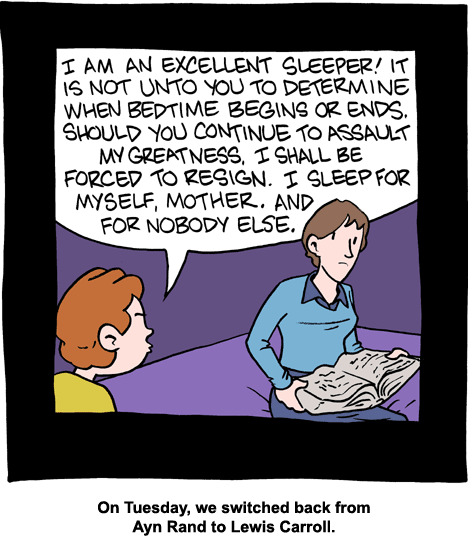 I AM AN EXCELLENT SLEEPER! IT
IS NOT UNTO YOU TO DETERMINE
WHEN BEDTIME BEGINS OR ENDS.
SHOULD YOU CONTINUE TO ASSAULT
MY GREATNESS, I SHALL BE
FORCED TO RESIGN. I SLEEP FOR
MYSELF, MOTHER. AND
FOR NOBODY ELSE.
On Tuesday, we switched back from
Ayn Rand to Lewis Carroll.